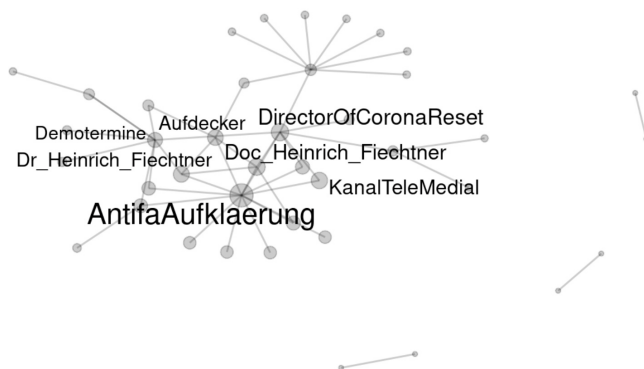 DirectorOfCoronaReset
Aufdecker
Demotermine
Doc_Heinrich_Fiechtner
Dr_Heinrich_Fiechtner
KanalTeleMedial
AntifaAufklaerung